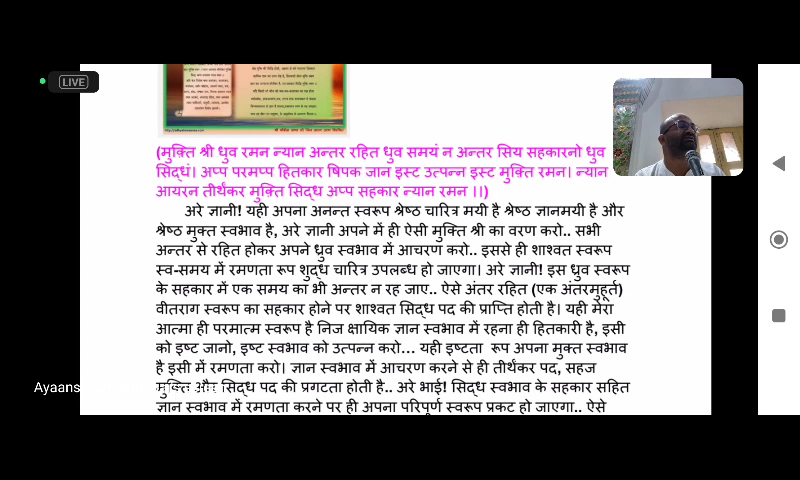 LIVE
(मुक्ति श्री धुव रमन न्यान अन्तर रहित धुव समयं न अन्तर सिय सहकारनो धुव
सिद्धं। अप्प परमप्प हितकार षिपक जान इस्ट उत्पन्न इस्ट मुक्ति रमन। न्यान
आयरन तीर्थंकर मुक्ति सिद्ध अप्प सहकार न्यान रमन ।।)
अरे ज्ञानी! यही अपना अनन्त स्वरूप श्रेष्ठ चारित्र मयी है श्रेष्ठ ज्ञानमयी है और
श्रेष्ठ मुक्त स्वभाव है, अरे ज्ञानी अपने में ही ऐसी मुक्ति श्री का वरण करो.. सभी
अन्तर से रहित होकर अपने ध्रुव स्वभाव में आचरण करो.. इससे ही शाश्वत स्वरूप
स्व-समय में रमणता रूप शुद्ध चारित्र उपलब्ध हो जाएगा। अरे ज्ञानी! इस ध्रुव स्वरूप
के सहकार में एक समय का भी अन्तर न रह जाए.. ऐसे अंतर रहित (एक अंतरमुहूर्त)
वीतराग स्वरूप का सहकार होने पर शाश्वत सिद्ध पद की प्राप्ति होती है। यही मेरा
आत्मा ही परमात्म स्वरूप है निज क्षायिक ज्ञान स्वभाव में रहना ही हितकारी है, इसी
को इष्ट जानो, इष्ट स्वभाव को उत्पन्न करो... यही इष्टता रूप अपना मुक्त स्वभाव
है इसी में रमणता करो। ज्ञान स्वभाव में आचरण करने से ही तीर्थंकर पद, सहज
Ayaans
मुक्ति और सिद्ध पद की प्रगटता होती है.. अरे भाई! सिद्ध स्वभाव के सहकार सहित
ज्ञान स्वभाव में रमणता करने पर ही अपना परिपूर्ण स्वरूप प्रकट हो जाएगा.. ऐसे